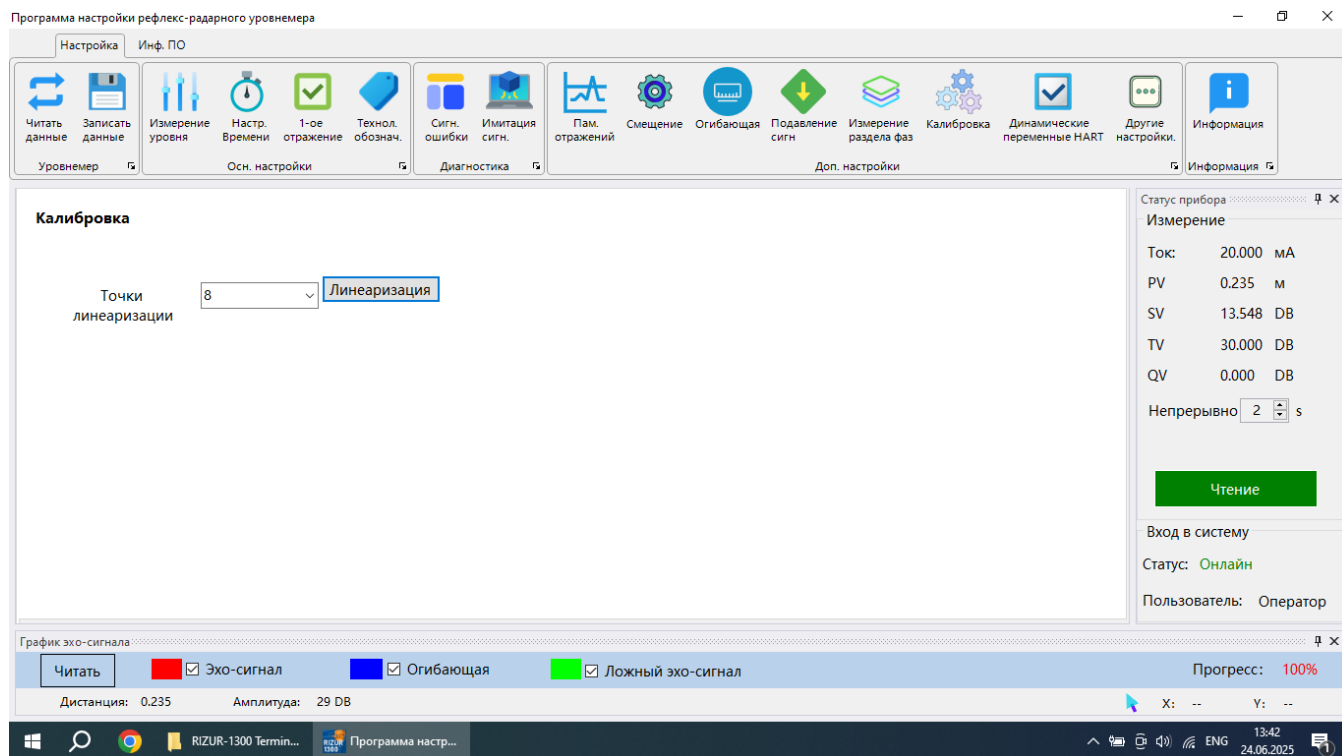 Программа настройки рефлекс-радарного уровнемера
Настройка Инф. ПО
Читать данные
Записать данные
Измерение уровня
Настр. Времени
1-ое отражение
Технол. обознач.
Сигн. ошибки
Имитация сигн.
Пам. отражений
Смещение
Огибающая
Подавление сигн
Измерение раздела фаз
Калибровка
Динамические переменные HART
Другие настройки.
Информация
Уровнемер
Осн. настройки
Диагностика
Доп. настройки
Информация
Калибровка
Точки
линеаризации
8
Линеаризация
Статус прибора
Измерение
Ток: 20.000 мА
PV 0.235 м
SV 13.548 DB
TV 30.000 DB
QV 0.000 DB
Непрерывно 2 s
Чтение
Вход в систему
Статус: Онлайн
Пользователь: Оператор
График эхо-сигнала
Читать Эхо-сигнал Огибающая Ложный эхо-сигнал Прогресс: 100%
Дистанция: 0.235 Амплитуда: 29 DB X: -- Y: --
RIZUR-1300 Termin... RIZUR 1300 Программа настр... ENG
13:42
24.06.2025
1